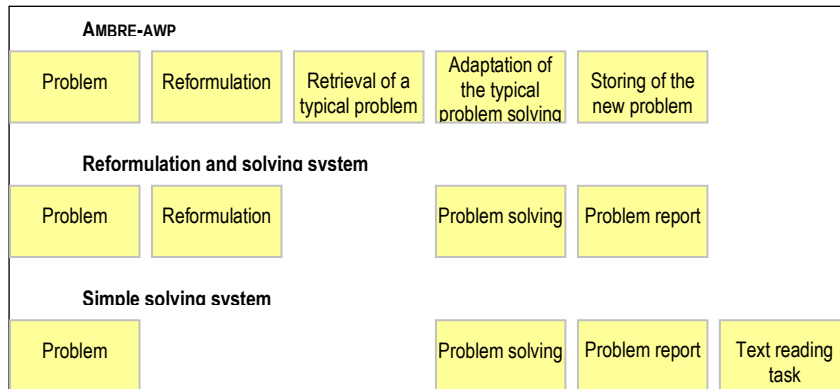 AMBRE-AWP
Problem
Reformulation
Retrieval of a
typical problem
Adaptation of
the typical
problem solving
Storing of the
new problem
Reformulation and solving system
Problem
Reformulation
Problem solving
Problem report
Simple solving system
Problem
Problem solving
Problem report
Text reading
task